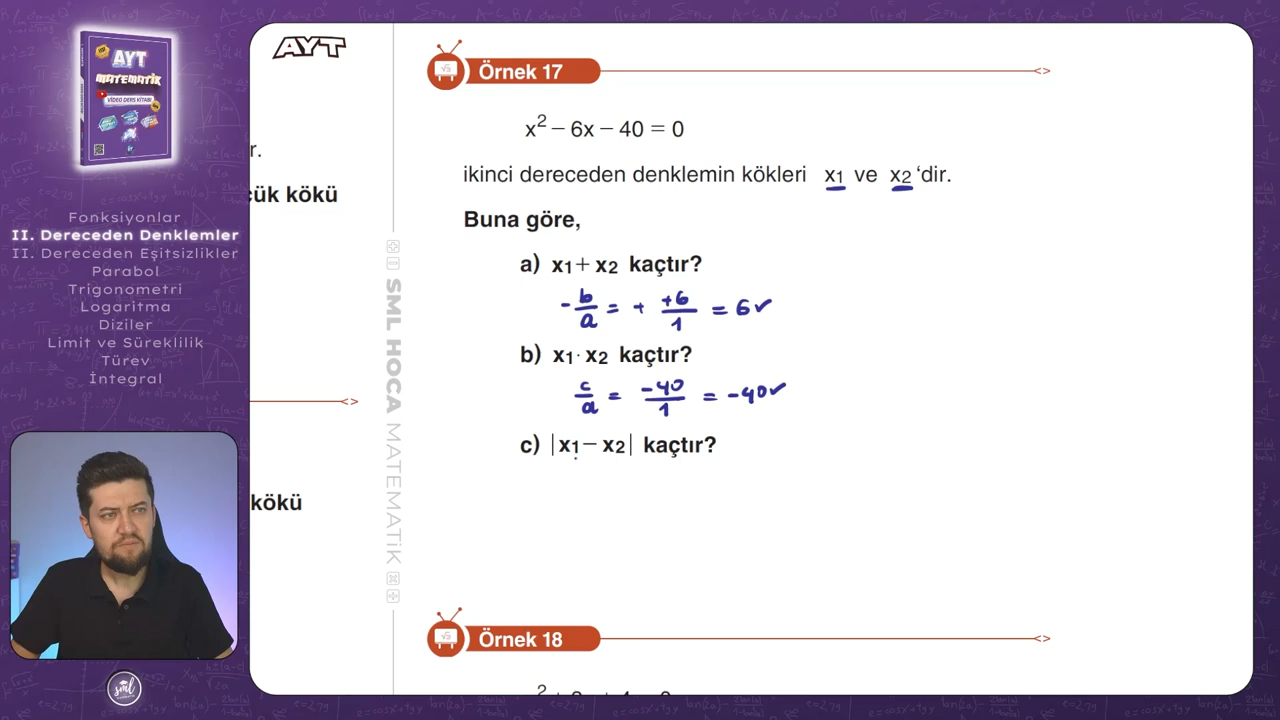 AYT
MATEMATİK
VİDEO DERS KİTABI
Fonksiyonlar
II. Dereceden Denklemler
II. Dereceden Eşitsizlikler
Parabol
Trigonometri
Logaritma
Diziler
Limit ve Süreklilik
Türev
İntegral
sml
AYT
r.
cük kökü
kökü
SML HOCA MATEMATİK
Örnek 17
x² − 6x − 40 = 0
ikinci dereceden denklemin kökleri x₁ ve x₂ ‘dir.
Buna göre,
a) x₁ + x₂ kaçtır?
-b/a = + +6/1 = 6 ✓
b) x₁ · x₂ kaçtır?
c/a = -40/1 = -40 ✓
c) |x₁ − x₂| kaçtır?
Örnek 18